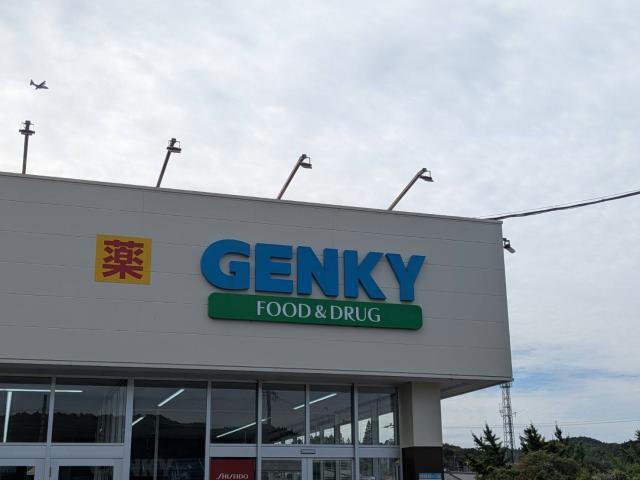 薬
GENKY
FOOD & DRUG
SHISEIDO